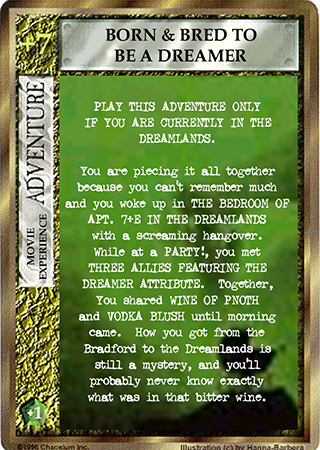 +7
BORN & BRED TO
BE A DREAMER
MOVIE
EXPERIENCE
ADVENTURE
PLAY THIS ADVENTURE ONLY
IF YOU ARE CURRENTLY IN THE
DREAMLANDS.
You are piecing it all together
because you can't remember much
and you woke up in THE BEDROOM OF
APT. 7+E IN THE DREAMLANDS
with a screaming hangover.
While at a PARTY!, you met
THREE ALLIES FEATURING THE
DREAMER ATTRIBUTE. Together,
You shared WINE OF PNOTH
and VODKA BLUSH until morning
came. How you got from the
Bradford to the Dreamlands is
still a mystery, and you'll
probably never know exactly
what was in that bitter wine.
+1
©1996 Chaosium Inc.
Illustration (c) by Hanna-Barbera